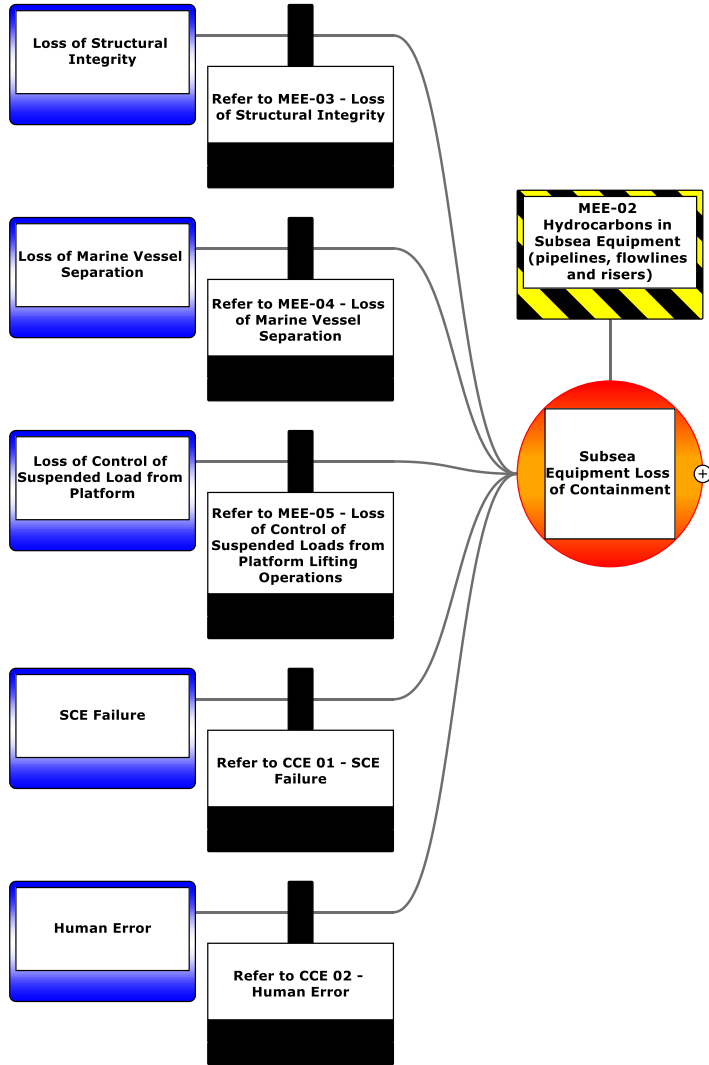 Loss of Structural
Integrity
Refer to MEE-03 - Loss
of Structural Integrity
MEE-02
Hydrocarbons in
Subsea Equipment
(pipelines, flowlines
and risers)
Loss of Marine Vessel
Separation
Refer to MEE-04 - Loss
of Marine Vessel
Separation
Subsea
Equipment Loss
of Containment
Loss of Control of
Suspended Load from
Platform
Refer to MEE-05 - Loss
of Control of
Suspended Loads from
Platform Lifting
Operations
SCE Failure
Refer to CCE 01 - SCE
Failure
Human Error
Refer to CCE 02 -
Human Error